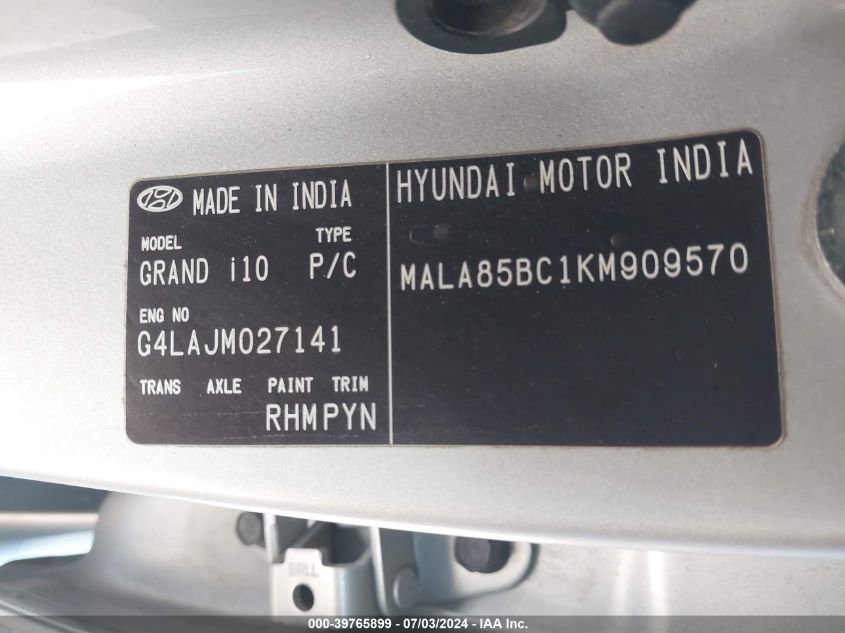 MADE IN INDIA
MODEL TYPE
GRAND i10 P/C
ENG NO
G4LAJM027141
TRANS AXLE PAINT TRIM
RHM PYN
HYUNDAI MOTOR INDIA
MALA85BC1KM909570
BRLL
000-39765899 / 07/03/2024 - IAA Inc.